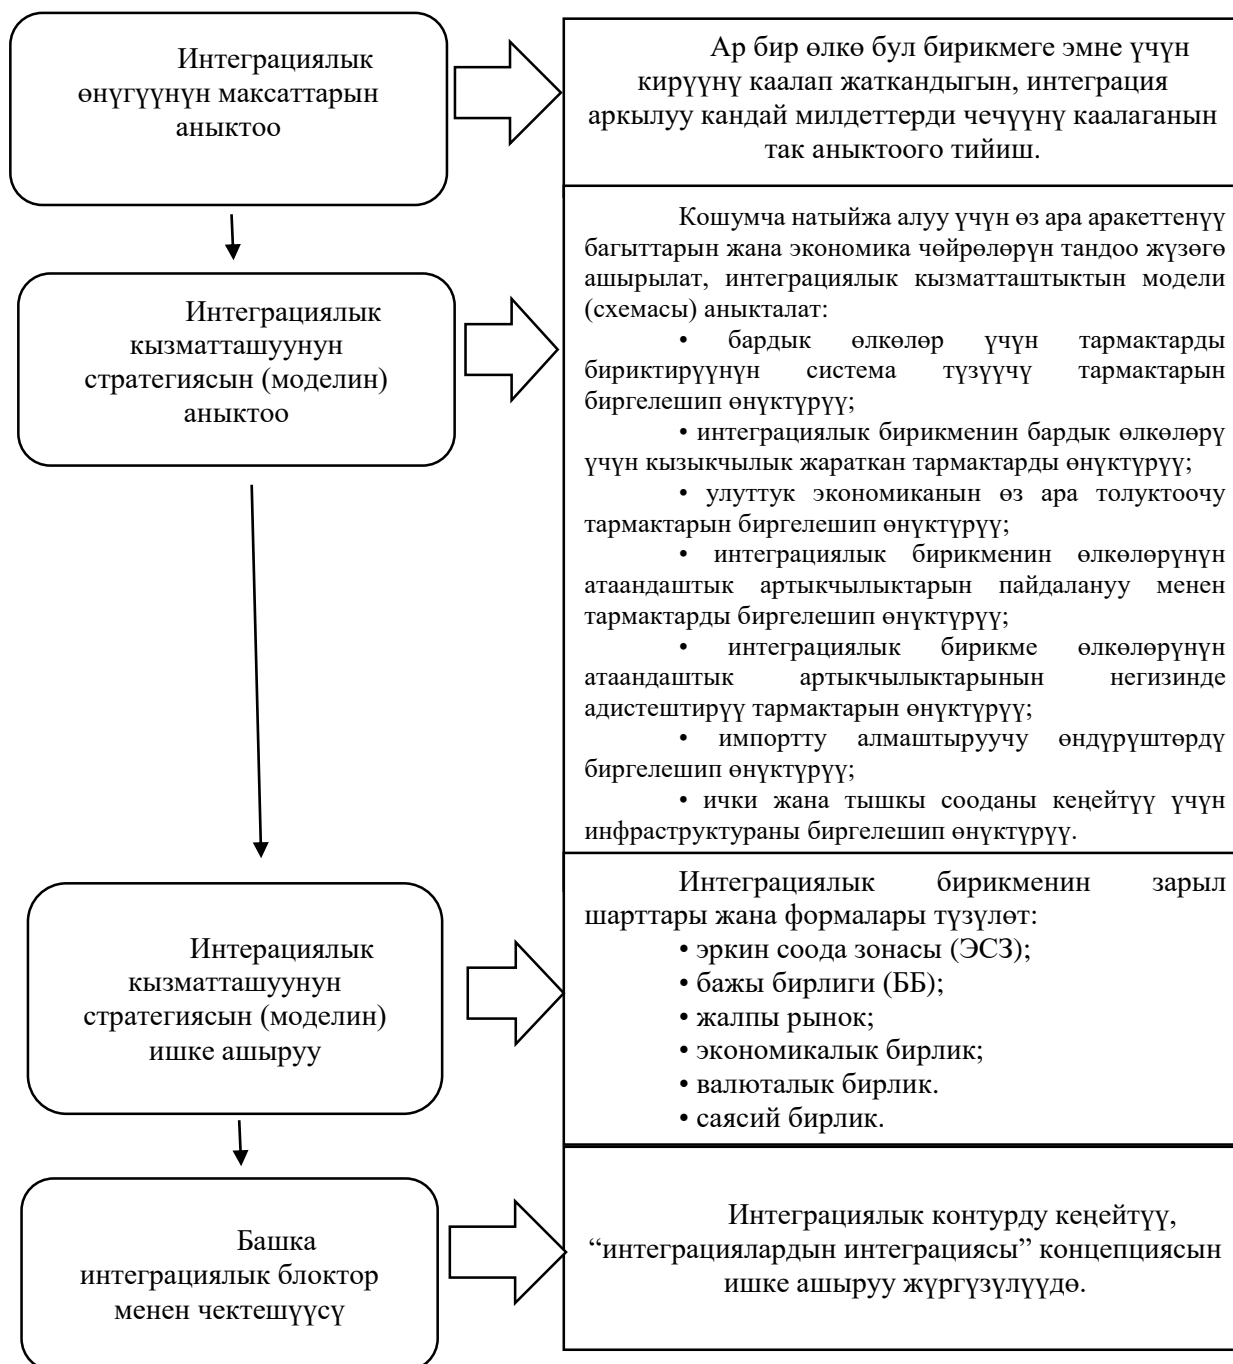 Интеграциялык
өнүгүүнүн максаттарын
аныктоо
Ар бир өлкө бул бирикмеге эмне үчүн
кирүүнү каалап жаткандыгын, интеграция
аркылуу кандай милдеттерди чечүүнү каалаганын
так аныктоого тийиш.
Интеграциялык
кызматташуунун
стратегиясын (моделин)
аныктоо
Кошумча натыйжа алуу үчүн өз ара аракеттенүү
багыттарын жана экономика чөйрөлөрүн тандоо жүзөгө
ашырылат, интеграциялык кызматташтыктын модели
(схемасы) аныкталат:
• бардык өлкөлөр үчүн тармактарды
бириктирүүнүн система түзүүчү тармактарын
биргелешип өнүктүрүү;
• интеграциялык бирикменин бардык өлкөлөрү
үчүн кызыкчылык жараткан тармактарды өнүктүрүү;
• улуттук экономиканын өз ара толуктоочу
тармактарын биргелешип өнүктүрүү;
• интеграциялык бирикменин өлкөлөрүнүн
атаандаштык артыкчылыктарын пайдалануу менен
тармактарды биргелешип өнүктүрүү;
• интеграциялык бирикме өлкөлөрүнүн
атаандаштык артыкчылыктарынын негизинде
адистештирүү тармактарын өнүктүрүү;
• импортту алмаштыруучу өндүрүштөрдү
биргелешип өнүктүрүү;
• ички жана тышкы сооданы кеңейтүү үчүн
инфраструктураны биргелешип өнүктүрүү.
Интерациялык
кызматташуунун
стратегиясын (моделин)
ишке ашыруу
Интеграциялык бирикменин зарыл
шарттары жана формалары түзүлөт:
• эркин соода зонасы (ЭСЗ);
• бажы бирлиги (ББ);
• жалпы рынок;
• экономикалык бирлик;
• валюталык бирлик.
• саясий бирлик.
Башка
интеграциялык блоктор
менен чектешүүсү
Интеграциялык контурду кеңейтүү,
“интеграциялардын интеграциясы” концепциясын
ишке ашыруу жүргүзүлүүдө.